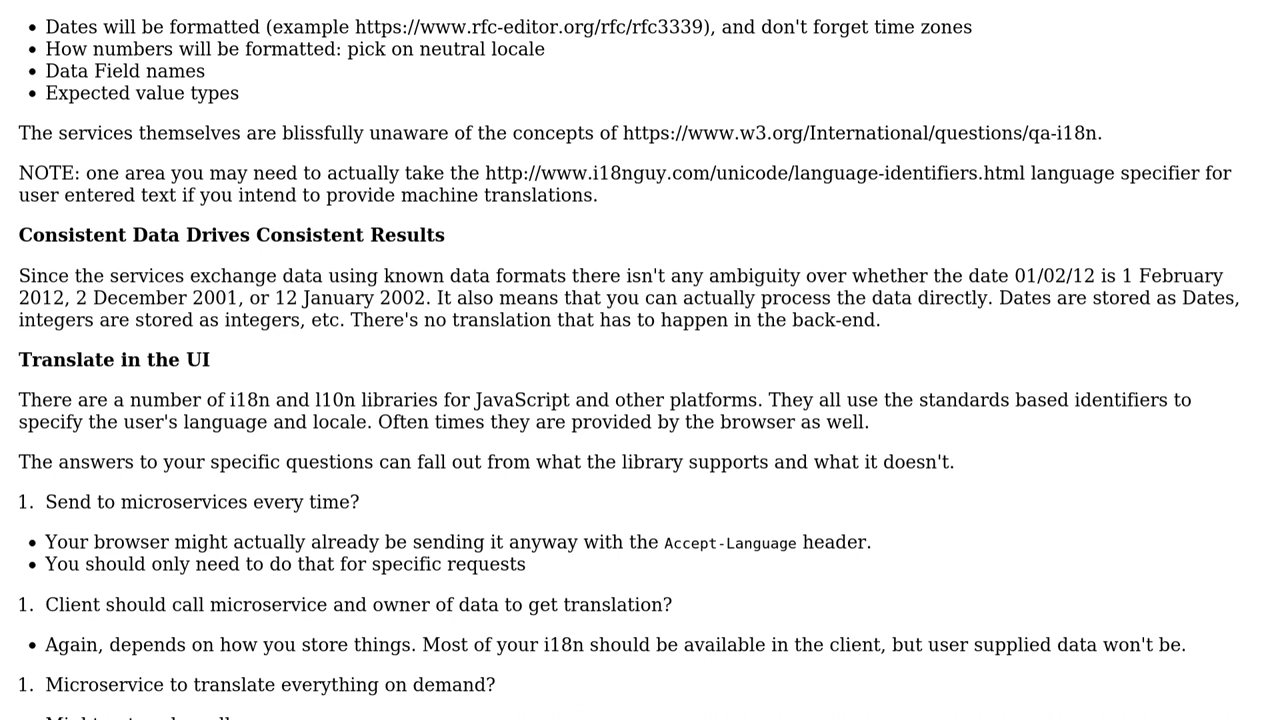 • Dates will be formatted (example https://www.rfc-editor.org/rfc/rfc3339), and don't forget time zones
• How numbers will be formatted: pick on neutral locale
• Data Field names
• Expected value types
The services themselves are blissfully unaware of the concepts of https://www.w3.org/International/questions/qa-i18n.
NOTE: one area you may need to actually take the http://www.i18nguy.com/unicode/language-identifiers.html language specifier for
user entered text if you intend to provide machine translations.
Consistent Data Drives Consistent Results
Since the services exchange data using known data formats there isn't any ambiguity over whether the date 01/02/12 is 1 February
2012, 2 December 2001, or 12 January 2002. It also means that you can actually process the data directly. Dates are stored as Dates,
integers are stored as integers, etc. There's no translation that has to happen in the back-end.
Translate in the UI
There are a number of i18n and l10n libraries for JavaScript and other platforms. They all use the standards based identifiers to
specify the user's language and locale. Often times they are provided by the browser as well.
The answers to your specific questions can fall out from what the library supports and what it doesn't.
1. Send to microservices every time?
• Your browser might actually already be sending it anyway with the Accept-Language header.
• You should only need to do that for specific requests
1. Client should call microservice and owner of data to get translation?
• Again, depends on how you store things. Most of your i18n should be available in the client, but user supplied data won't be.
1. Microservice to translate everything on demand?